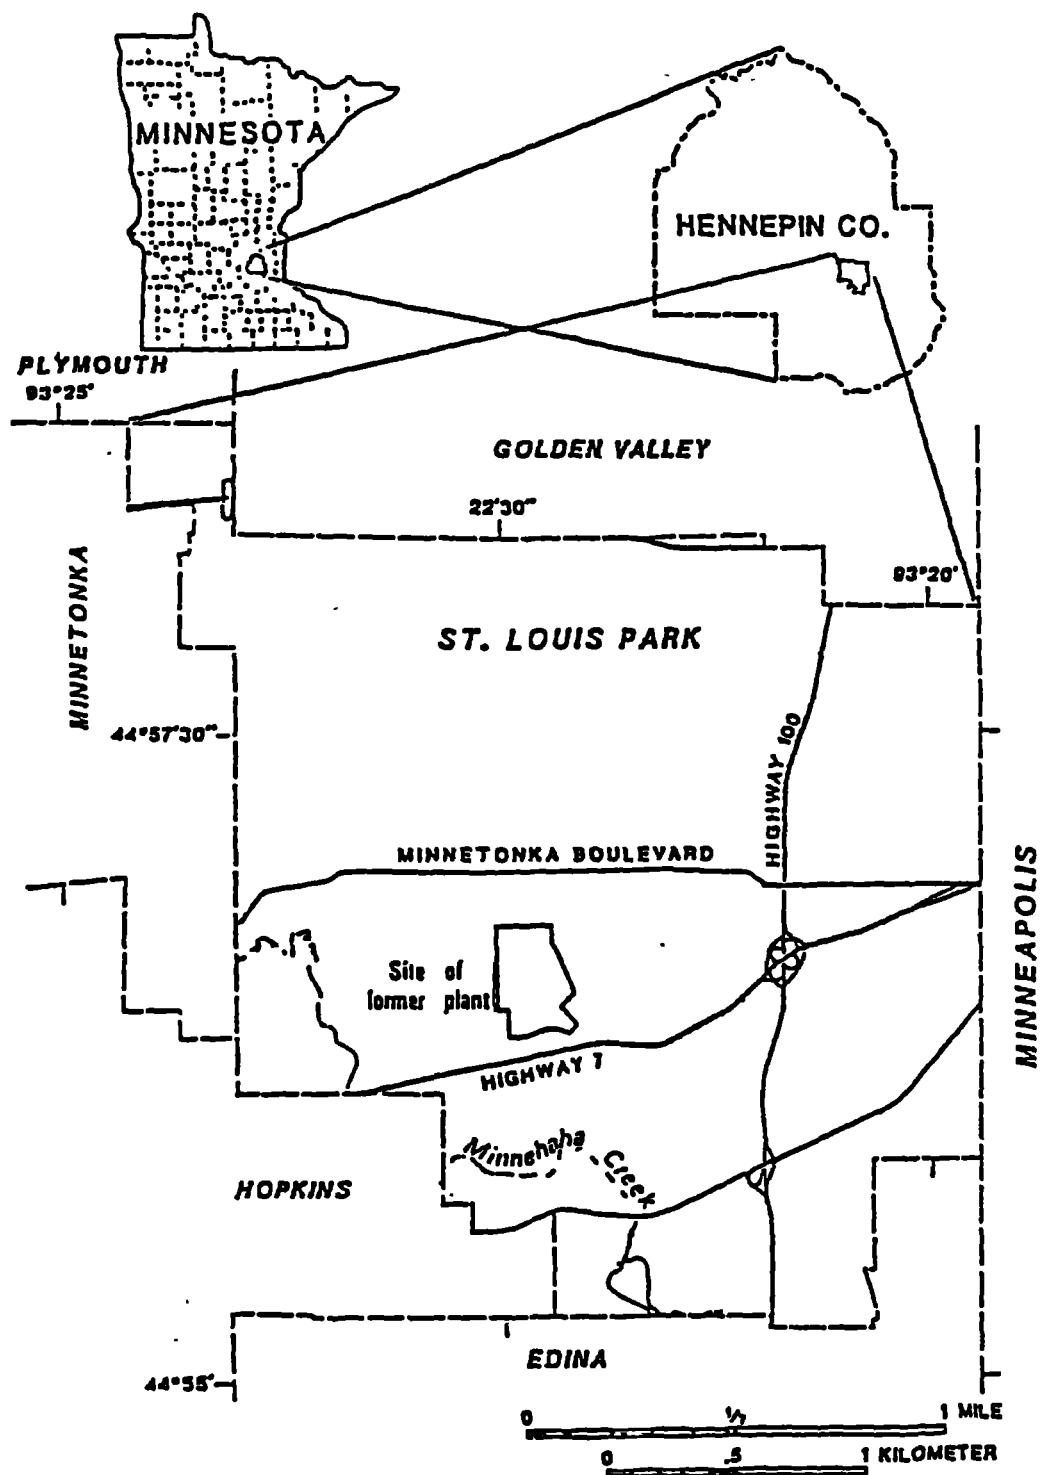 MINNESOTA
HENNEPIN CO.
PLYMOUTH
93°25'
GOLDEN VALLEY
22'30"
93°20'
MINNETONKA
ST. LOUIS PARK
44°57'30"
HIGHWAY 100
MINNETONKA BOULEVARD
MINNEAPOLIS
Site of
former plant
HIGHWAY 7
Minnehaha Creek
HOPKINS
EDINA
44°55'
0 1 MILE
0 .5 1 KILOMETER